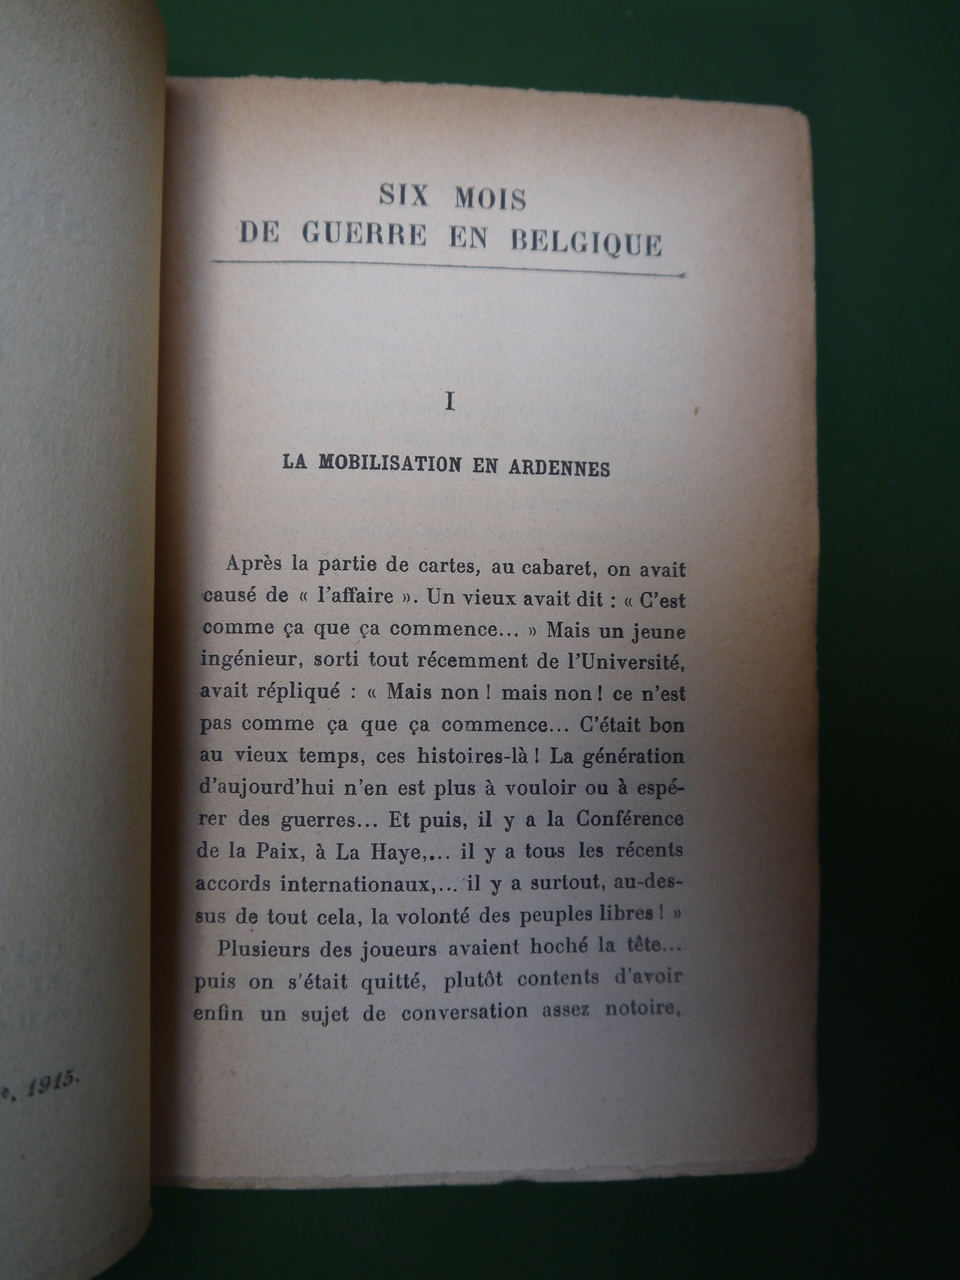 SIX MOIS
DE GUERRE EN BELGIQUE
I
LA MOBILISATION EN ARDENNES
Après la partie de cartes, au cabaret, on avait
causé de « l'affaire ». Un vieux avait dit : « C'est
comme ça que ça commence... » Mais un jeune
ingénieur, sorti tout récemment de l'Université,
avait répliqué : « Mais non ! mais non ! ce n'est
pas comme ça que ça commence... C'était bon
au vieux temps, ces histoires-là ! La génération
d'aujourd'hui n'en est plus à vouloir ou à espé-
rer des guerres... Et puis, il y a la Conférence
de la Paix, à La Haye,... il y a tous les récents
accords internationaux,... il y a surtout, au-des-
sus de tout cela, la volonté des peuples libres ! »
Plusieurs des joueurs avaient hoché la tête...
puis on s'était quitté, plutôt contents d'avoir
enfin un sujet de conversation assez notoire,
1915.